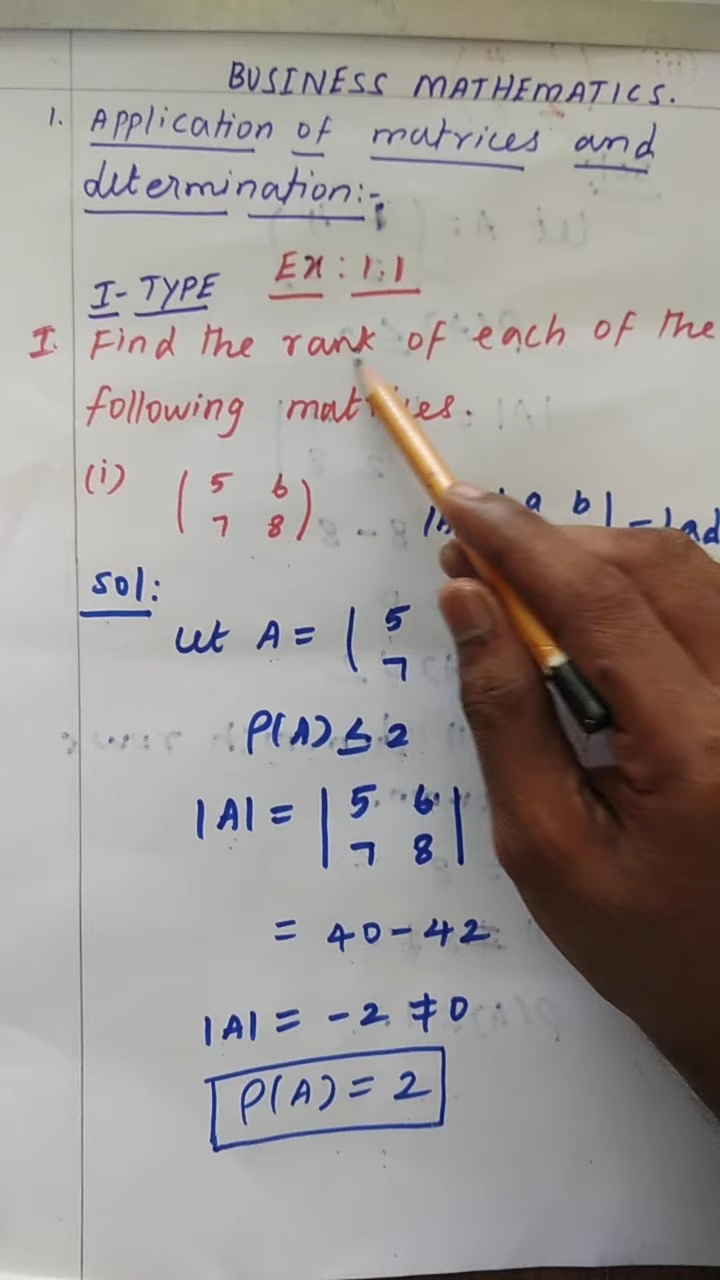 BUSINESS MATHEMATICS.
1. Application of matrices and
determination:-
I-TYPE Ex: 1.1
I. Find the rank of each of the
following matrices.
(i) ( 5 6
7 8 ) |A| a b | = |ad
Sol:
Let A = ( 5
7
ρ(A) ≤ 2
|A| = | 5 6 |
7 8
= 40 - 42
|A| = -2 ≠ 0
ρ(A) = 2